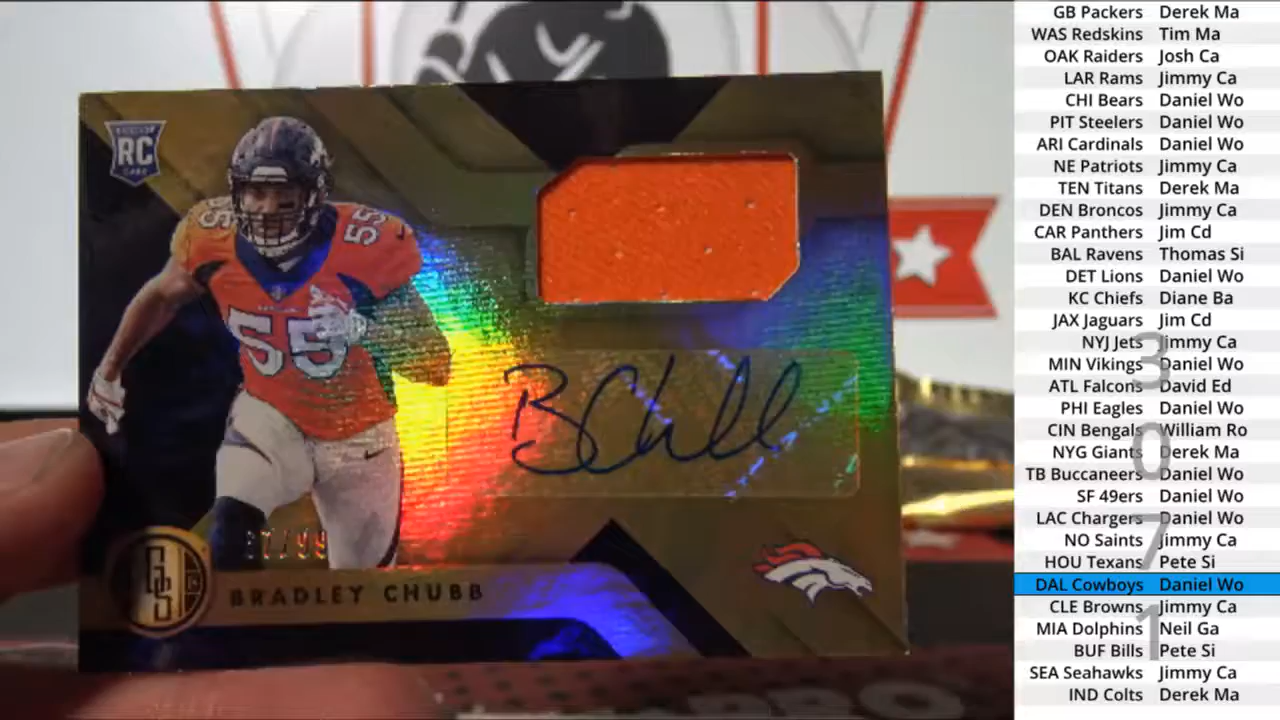 RC
55
55
55
B Chubb
/99
GS
BRADLEY CHUBB
GB Packers Derek Ma
WAS Redskins Tim Ma
OAK Raiders Josh Ca
LAR Rams Jimmy Ca
CHI Bears Daniel Wo
PIT Steelers Daniel Wo
ARI Cardinals Daniel Wo
NE Patriots Jimmy Ca
TEN Titans Derek Ma
DEN Broncos Jimmy Ca
CAR Panthers Jim Cd
BAL Ravens Thomas Si
DET Lions Daniel Wo
KC Chiefs Diane Ba
JAX Jaguars Jim Cd
NYJ Jets Jimmy Ca
MIN Vikings Daniel Wo
ATL Falcons David Ed
PHI Eagles Daniel Wo
CIN Bengals William Ro
NYG Giants Derek Ma
TB Buccaneers Daniel Wo
SF 49ers Daniel Wo
LAC Chargers Daniel Wo
NO Saints Jimmy Ca
HOU Texans Pete Si
DAL Cowboys Daniel Wo
CLE Browns Jimmy Ca
MIA Dolphins Neil Ga
BUF Bills Pete Si
SEA Seahawks Jimmy Ca
IND Colts Derek Ma
3
0
7
1